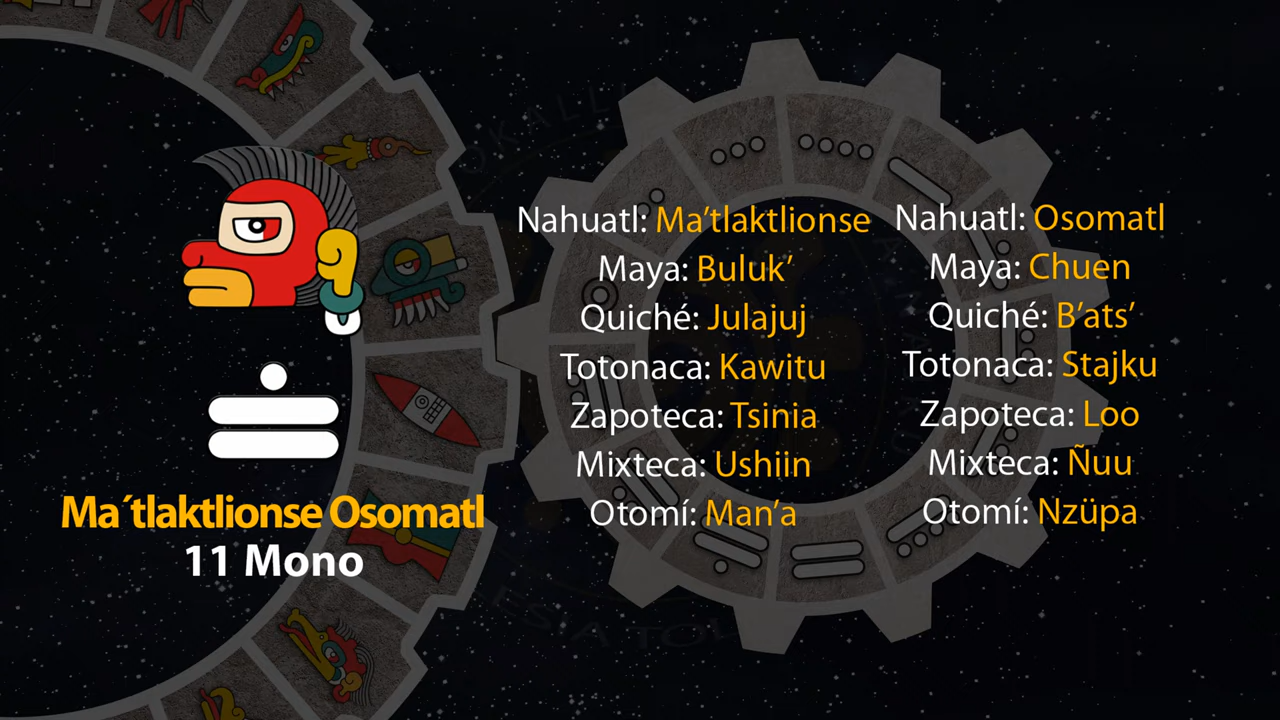 Ma´tlaktlionse Osomatl
11 Mono
Nahuatl: Ma’tlaktlionse
Maya: Buluk’
Quiché: Julajuj
Totonaca: Kawitu
Zapoteca: Tsinia
Mixteca: Ushiin
Otomí: Man’a
Nahuatl: Osomatl
Maya: Chuen
Quiché: B’ats’
Totonaca: Stajku
Zapoteca: Loo
Mixteca: Ñuu
Otomí: Nzüpa